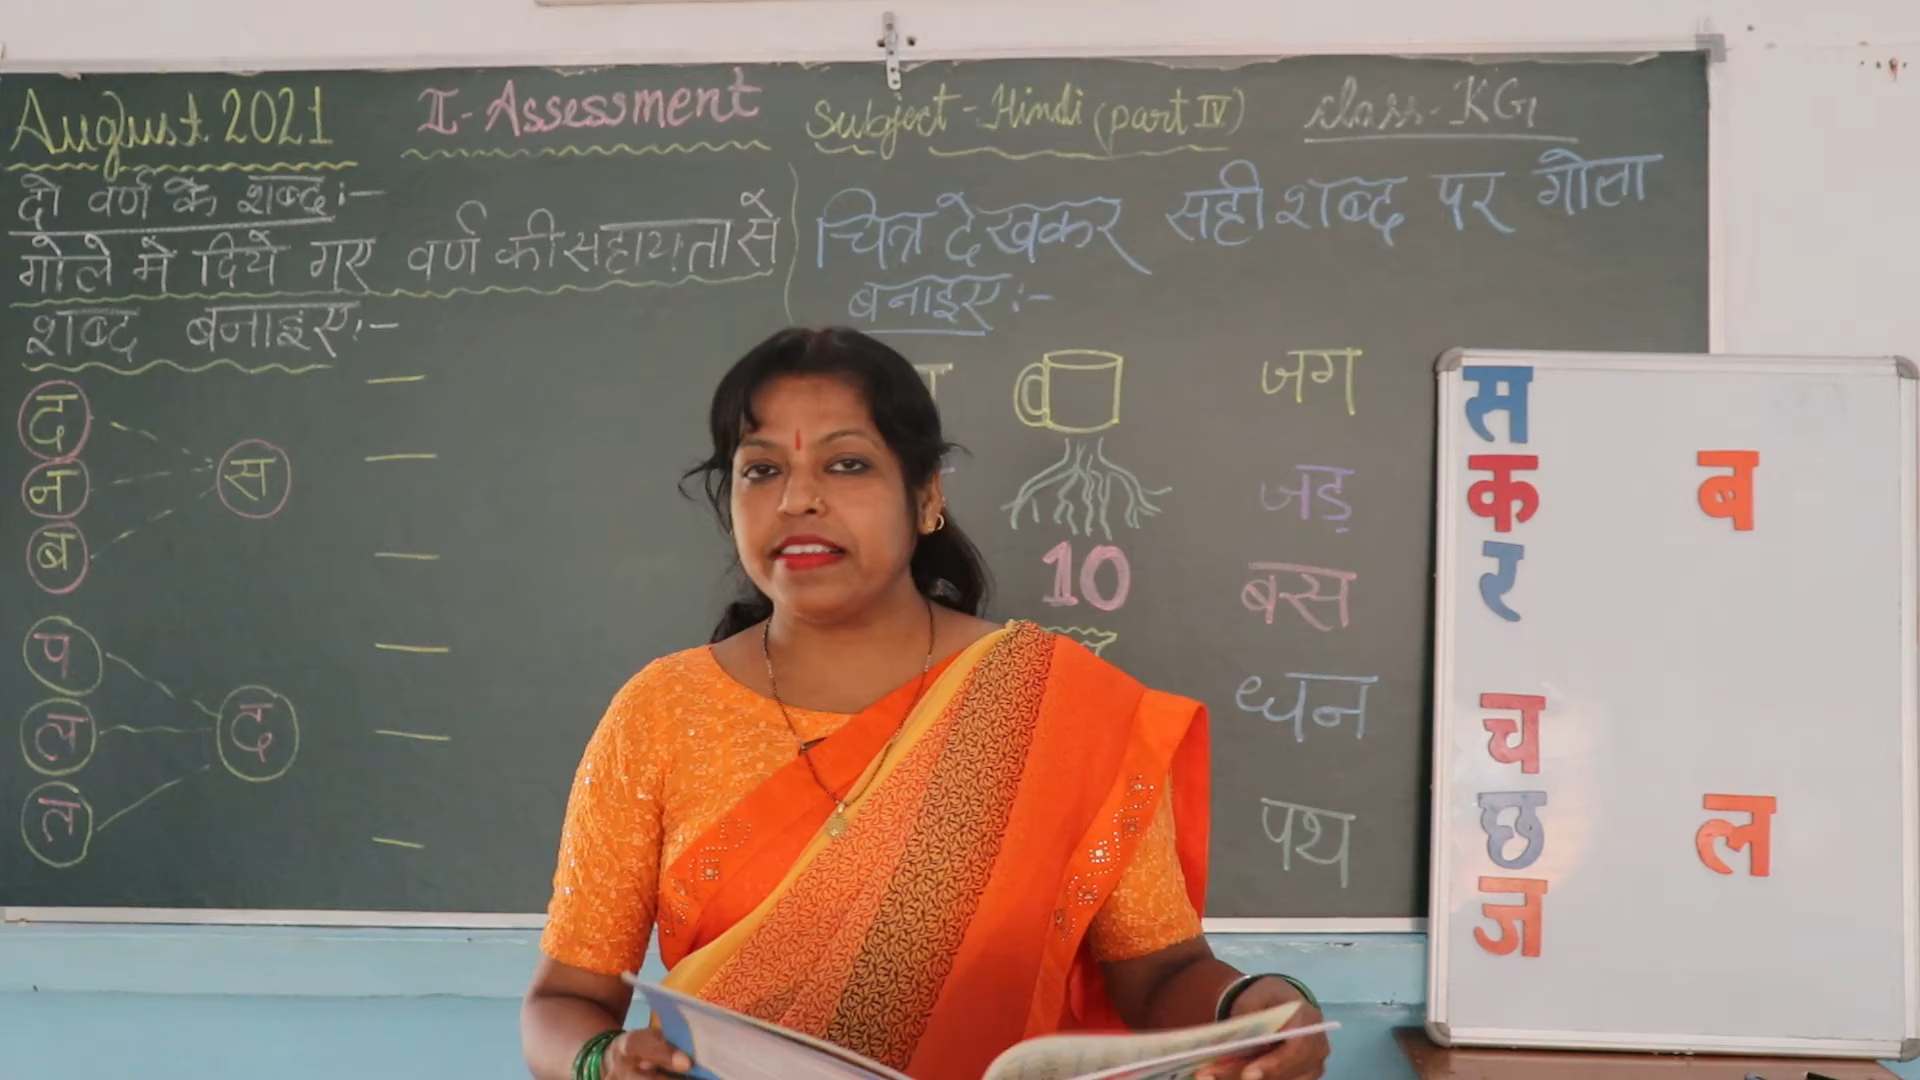 August 2021 II-Assessment Subject-Hindi (part IV) class-KG
दो वर्ण के शब्द:-
गोले में दिये गए वर्ण की सहायता से
शब्द बनाइए:-
द
न
ब
स
प
ल
त
द
चित्र देखकर सही शब्द पर गोला
बनाइए:-
जग
जड़
10
बस
धन
पथ
स
क
र
ब
च
छ
ज
ल